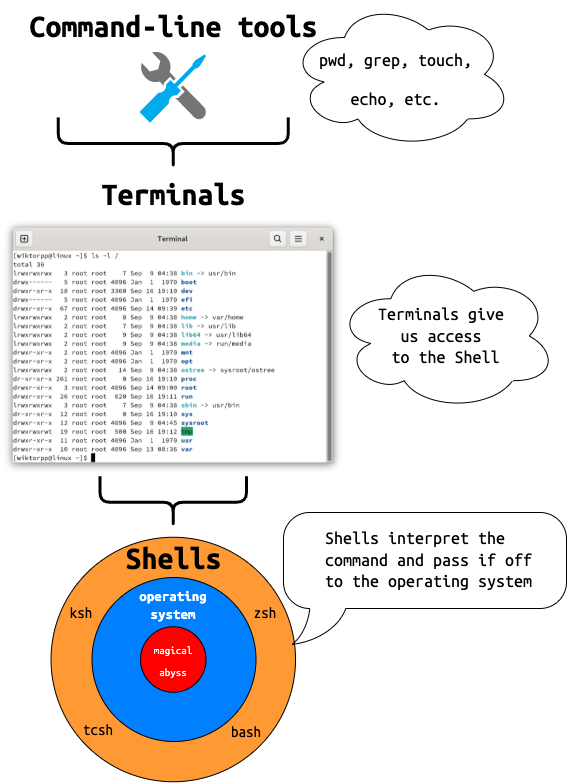 Command-line tools
pwd, grep, touch,
echo, etc.
Terminals
Terminal
[wiktorpp@linux ~]$ ls -l /
total 36
lrwxrwxrwx   3 root root    7 Sep  9 04:38 bin -> usr/bin
drwx------   5 root root 4096 Jan  1  1970 boot
drwxr-xr-x  18 root root 3360 Sep 16 19:10 dev
drwx------   5 root root 4096 Jan  1  1970 efi
drwxr-xr-x  67 root root 4096 Sep 14 09:39 etc
lrwxrwxrwx   2 root root    8 Sep  9 04:38 home -> var/home
lrwxrwxrwx   2 root root    7 Sep  9 04:38 lib -> usr/lib
lrwxrwxrwx   2 root root    9 Sep  9 04:38 lib64 -> usr/lib64
lrwxrwxrwx   2 root root    9 Sep  9 04:38 media -> run/media
drwxr-xr-x   2 root root 4096 Jan  1  1970 mnt
drwxr-xr-x   2 root root 4096 Jan  1  1970 opt
lrwxrwxrwx   2 root root   14 Sep  9 04:38 ostree -> sysroot/ostree
dr-xr-xr-x 261 root root    0 Sep 16 19:10 proc
drwxr-xr-x   3 root root 4096 Sep 14 09:00 root
drwxr-xr-x  26 root root  620 Sep 16 19:11 run
lrwxrwxrwx   2 root root    7 Sep  9 04:38 sbin -> usr/bin
dr-xr-xr-x  12 root root    0 Sep 16 19:10 sys
drwxr-xr-x  12 root root 4096 Sep  9 04:45 sysroot
drwxrwxrwt  19 root root  500 Sep 16 19:12 tmp
drwxr-xr-x  11 root root 4096 Jan  1  1970 usr
drwxr-xr-x  10 root root 4096 Sep 13 08:36 var
[wiktorpp@linux ~]$
Terminals give
us access
to the Shell
Shells
Shells interpret the
command and pass if off
to the operating system
operating
system
ksh
zsh
magical
abyss
tcsh
bash